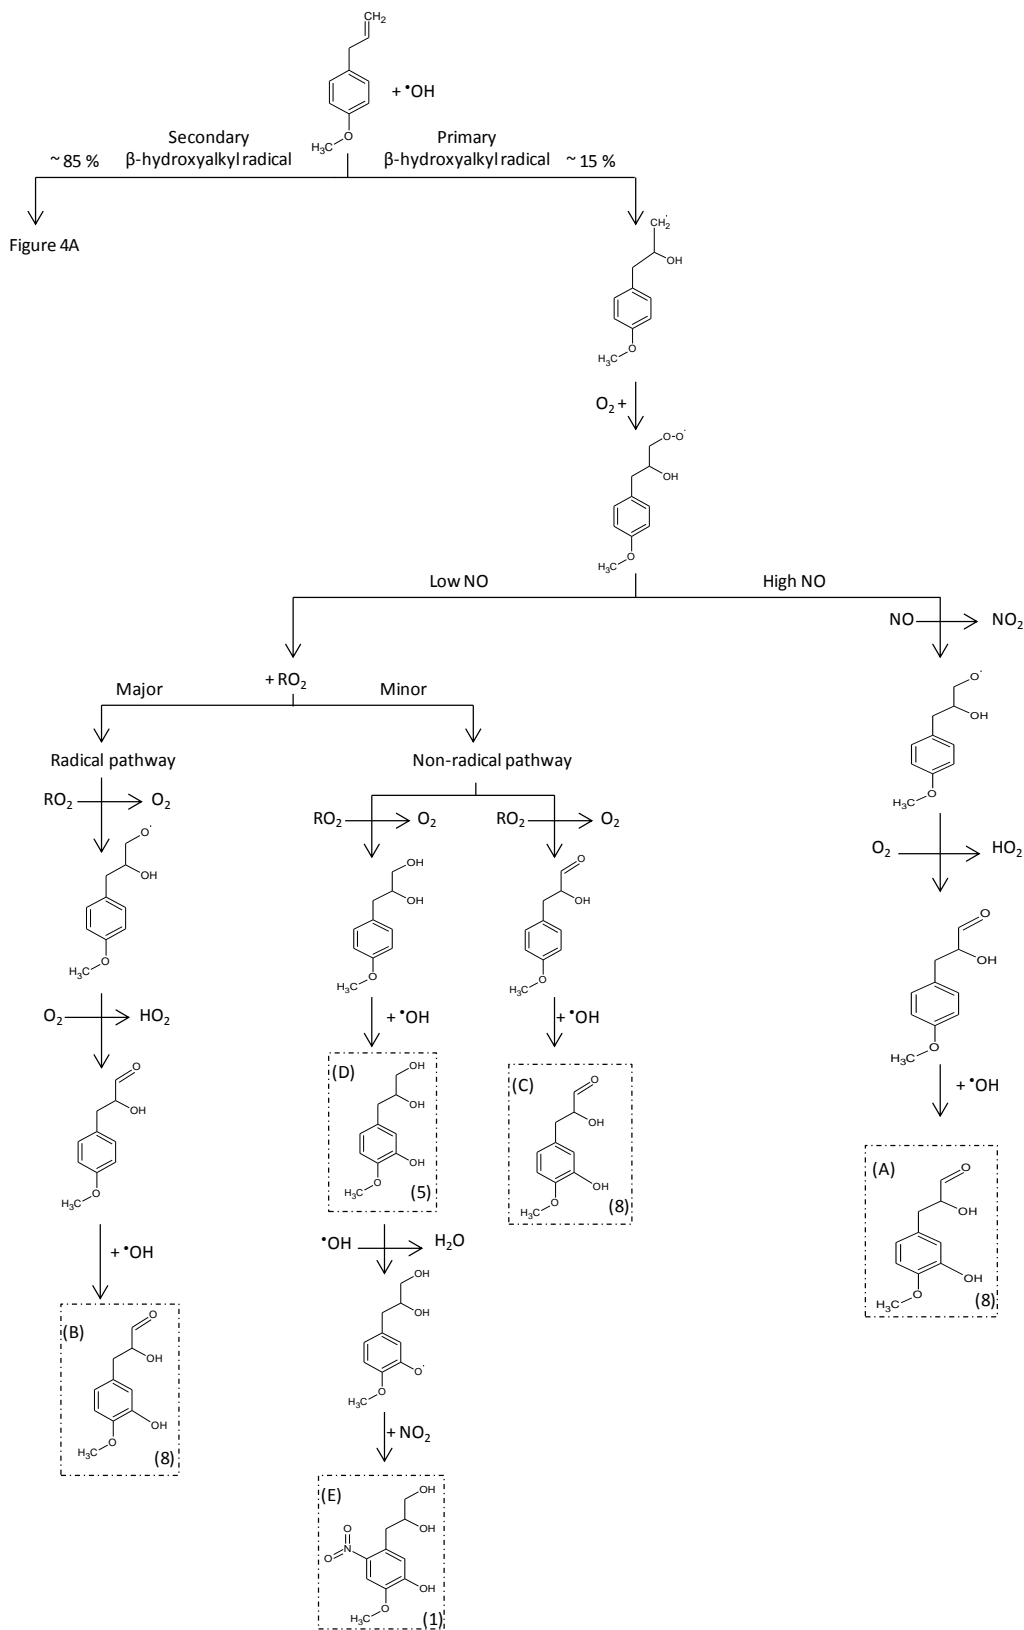 CH2
O
H3C
+ •OH
Secondary
β-hydroxyalkyl radical
Primary
β-hydroxyalkyl radical
~ 85 %
~ 15 %
Figure 4A
CH2•
OH
O
H3C
O2 +
O-O•
OH
O
H3C
Low NO
High NO
NO
NO2
+ RO2
Major
Minor
O•
OH
O
H3C
Radical pathway
Non-radical pathway
RO2
O2
RO2
O2
RO2
O2
O•
OH
O
H3C
OH
OH
O
H3C
O
OH
O
H3C
O2
HO2
O2
HO2
+ •OH
+ •OH
O
OH
O
H3C
O
OH
O
H3C
(D)
OH
OH
OH
O
H3C
(5)
(C)
O
OH
OH
O
H3C
(8)
+ •OH
(A)
O
OH
OH
O
H3C
(8)
+ •OH
•OH
H2O
(B)
O
OH
OH
O
H3C
(8)
OH
OH
O•
O
H3C
+ NO2
(E)
OH
OH
O
N
O
OH
O
H3C
(1)